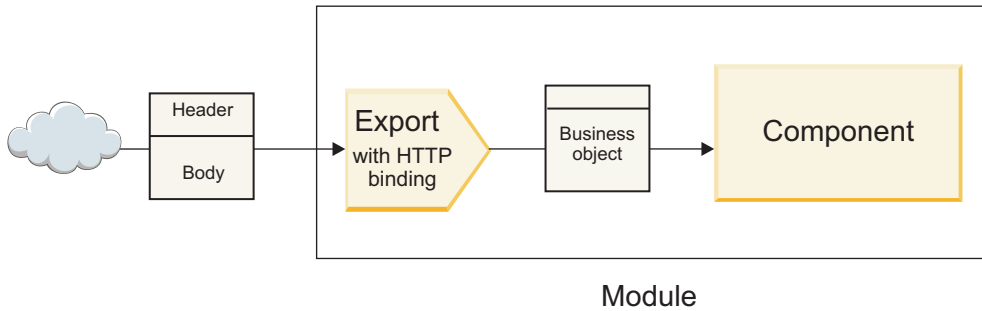 Header
Body
Export
with HTTP
binding
Business
object
Component
Module